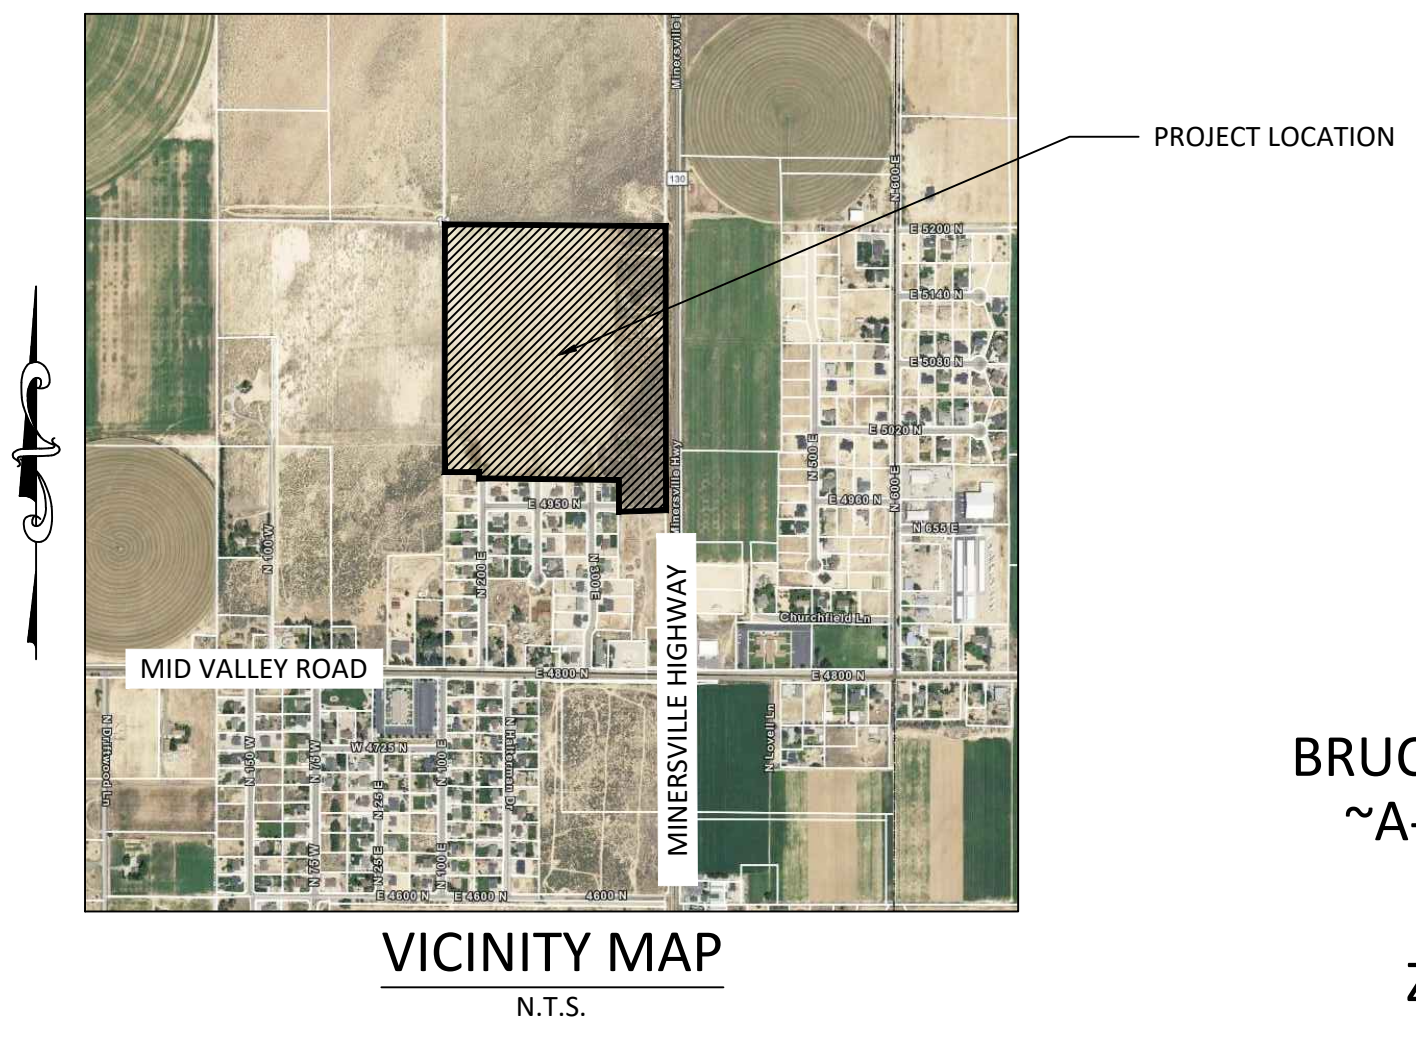 Minersville
130
PROJECT LOCATION
N 600 E
E 5200 N
E 5140 N
E 5080 N
E 5020 N
N 500 E
Minersville Hwy
N 600 E
E 4960 N
E 4950 N
N 655 E
N 100 W
N 200 E
N 300 E
Churchfield Ln
MID VALLEY ROAD
E 4800 N
E 4800 N
MINERSVILLE HIGHWAY
N Driftwood Ln
N 150 W
N 75 W
W 4725 N
N 100 E
N Halterman Dr
N Lovell Ln
N 25 E
N 75 W
N 25 E
N 100 E
E 4600 N
E 4600 N
4600 N
VICINITY MAP
N.T.S.
BRUC
~A-
Z